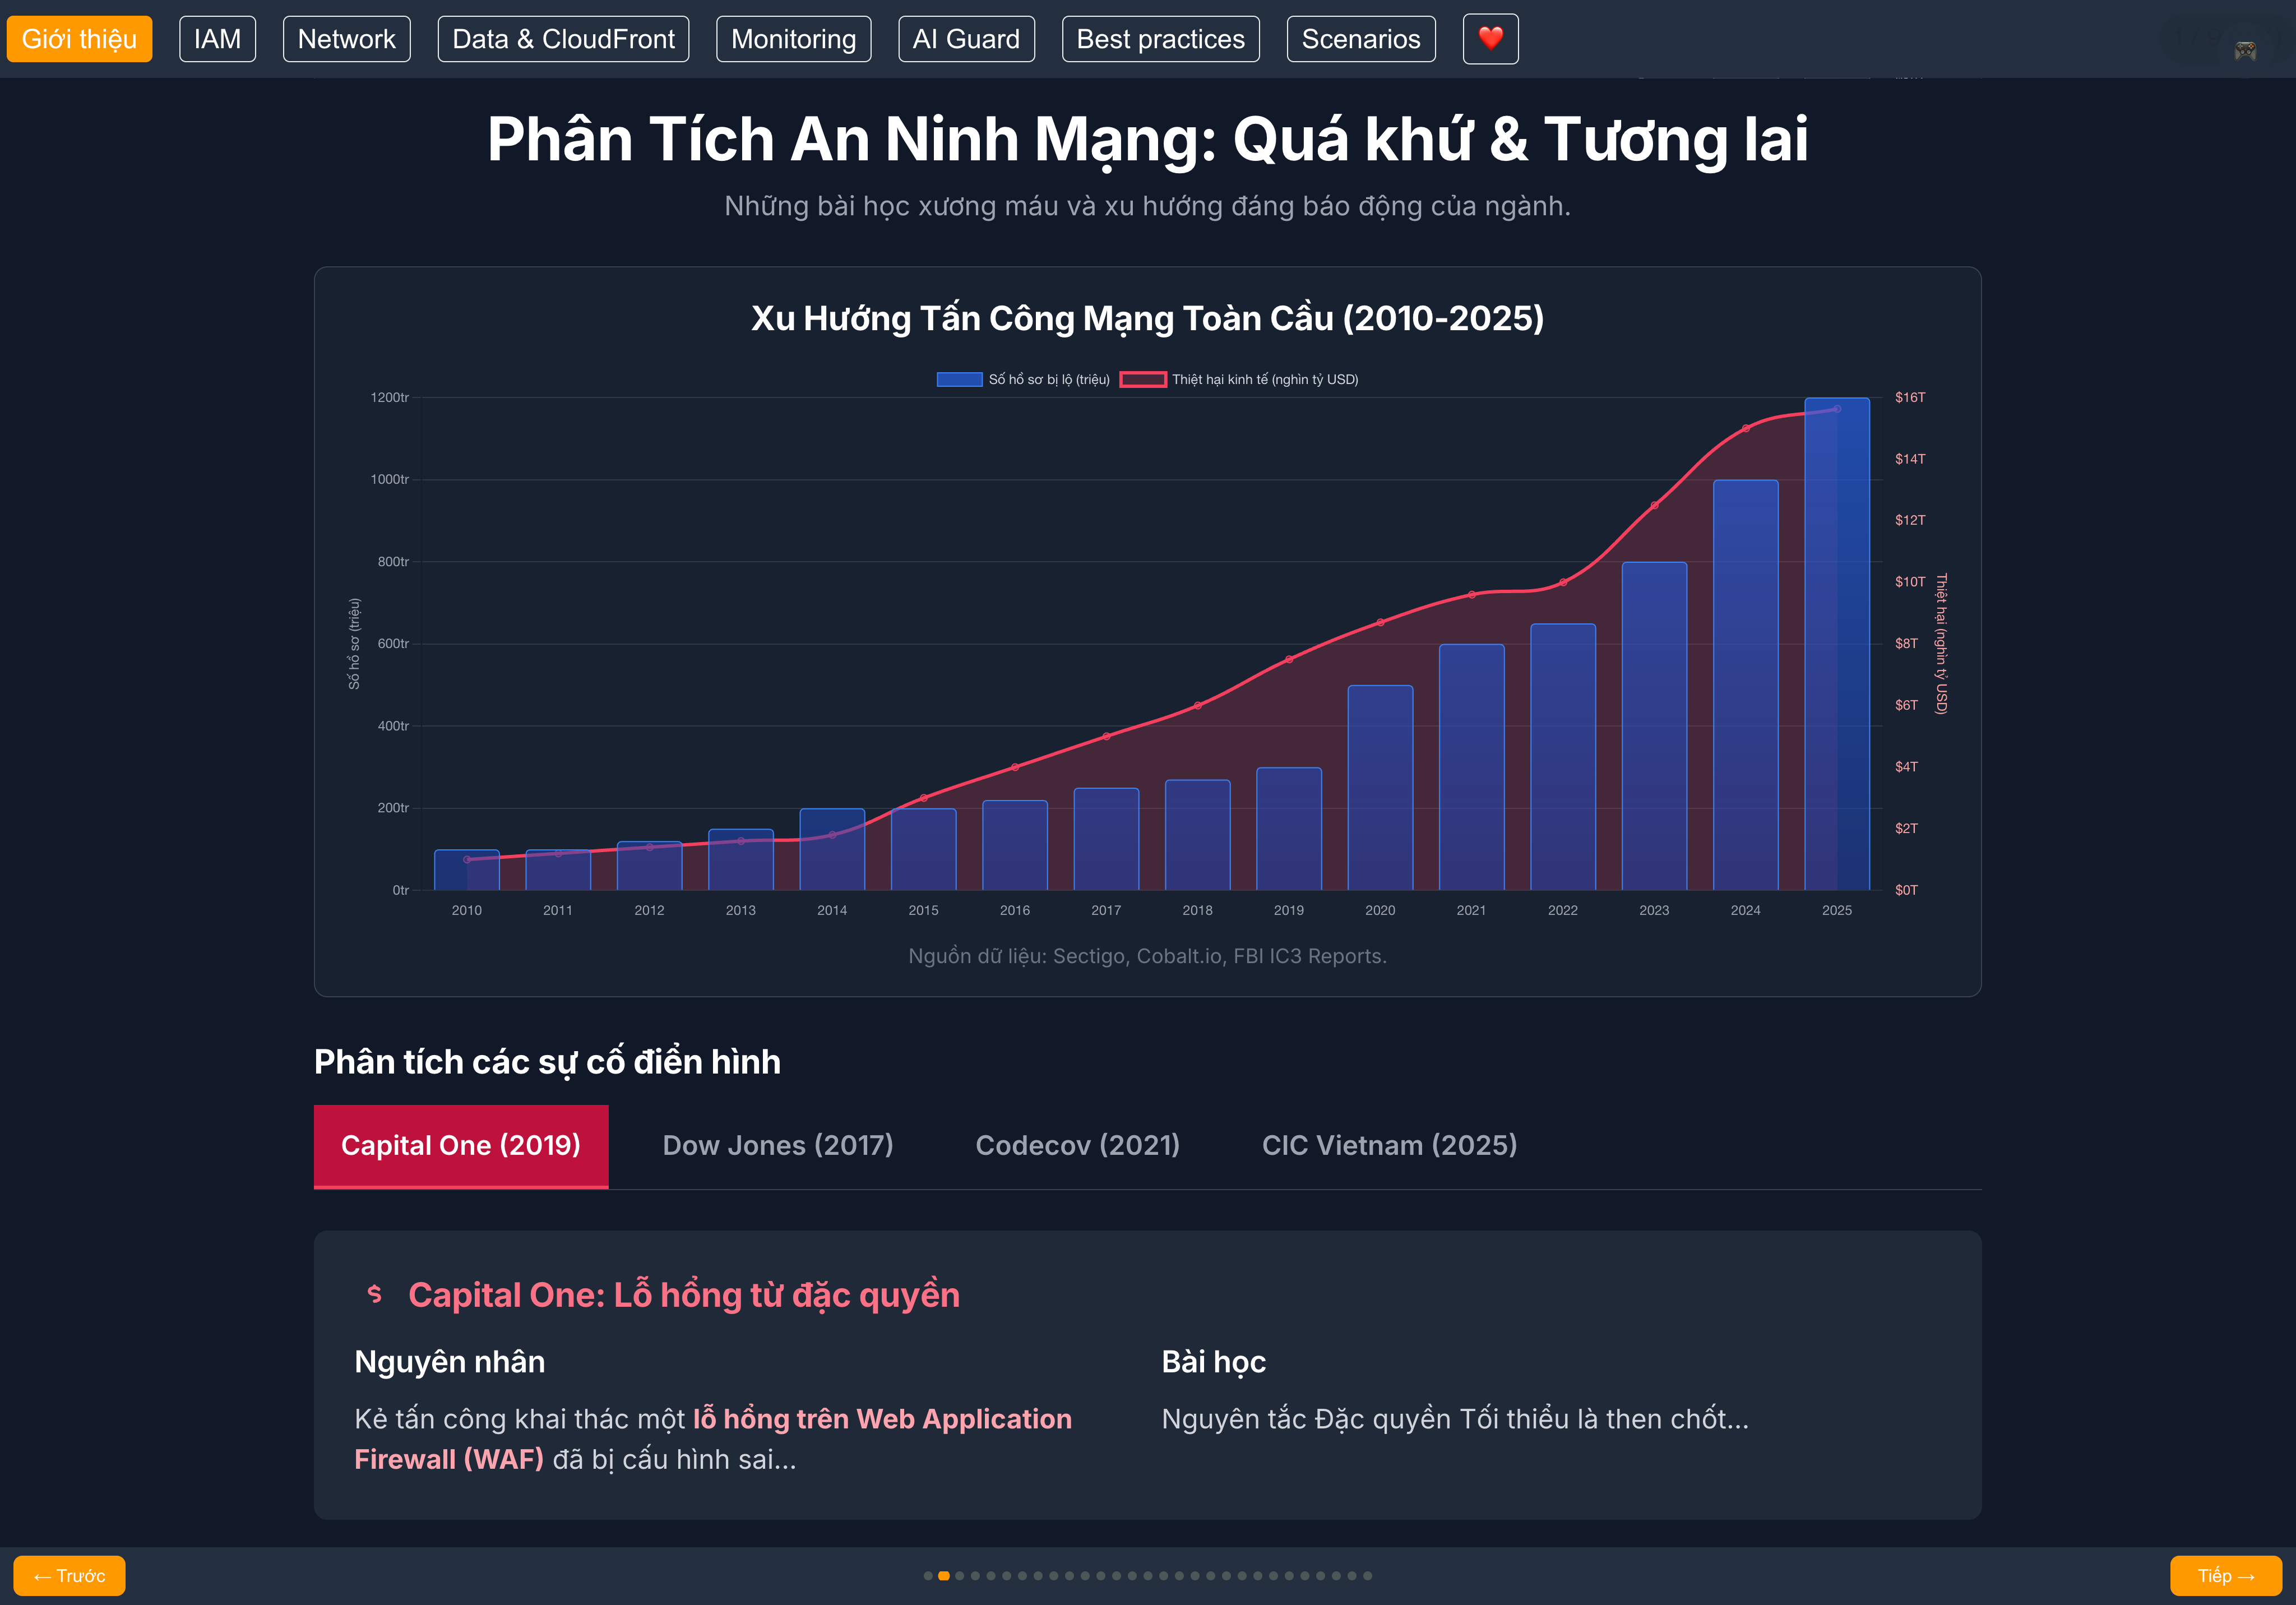 Giới thiệu
IAM
Network
Data & CloudFront
Monitoring
AI Guard
Best practices
Scenarios
Phân Tích An Ninh Mạng: Quá khứ & Tương lai
Những bài học xương máu và xu hướng đáng báo động của ngành.
Xu Hướng Tấn Công Mạng Toàn Cầu (2010-2025)
Số hồ sơ bị lộ (triệu)
Thiệt hại kinh tế (nghìn tỷ USD)
1200tr
1000tr
800tr
600tr
400tr
200tr
0tr
Số hồ sơ (triệu)
$16T
$14T
$12T
$10T
$8T
$6T
$4T
$2T
$0T
Thiệt hại (nghìn tỷ USD)
2010
2011
2012
2013
2014
2015
2016
2017
2018
2019
2020
2021
2022
2023
2024
2025
Nguồn dữ liệu: Sectigo, Cobalt.io, FBI IC3 Reports.
Phân tích các sự cố điển hình
Capital One (2019)
Dow Jones (2017)
Codecov (2021)
CIC Vietnam (2025)
$ Capital One: Lỗ hổng từ đặc quyền
Nguyên nhân
Kẻ tấn công khai thác một lỗ hổng trên Web Application
Firewall (WAF) đã bị cấu hình sai...
Bài học
Nguyên tắc Đặc quyền Tối thiểu là then chốt...
← Trước
Tiếp →